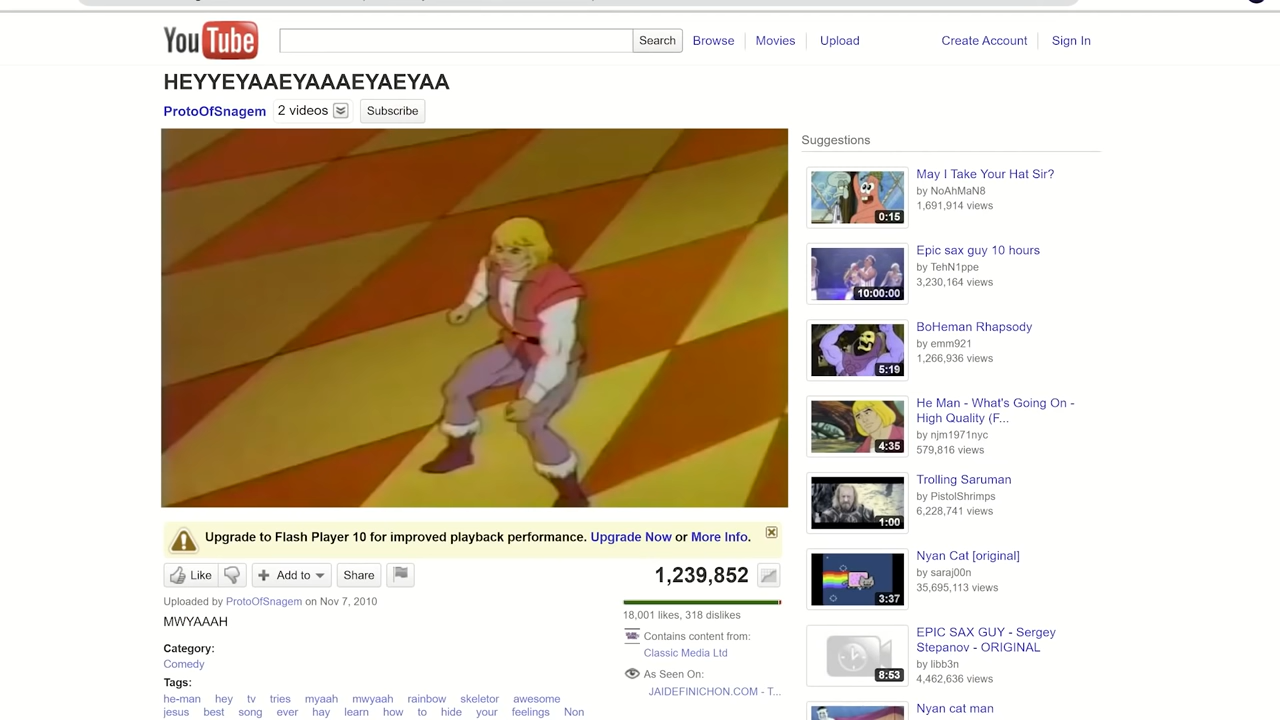 YouTube
Search
Browse
Movies
Upload
Create Account
Sign In
HEYYEYAAEYAAAEYAEYAA
ProtoOfSnagem
2 videos
Subscribe
Suggestions
May I Take Your Hat Sir?
by NoAhMaN8
1,691,914 views
0:15
Epic sax guy 10 hours
by TehN1ppe
3,230,164 views
10:00:00
BoHeman Rhapsody
by emm921
1,266,936 views
5:19
He Man - What's Going On -
High Quality (F...
by njm1971nyc
579,816 views
4:35
Trolling Saruman
by PistolShrimps
6,228,741 views
1:00
Nyan Cat [original]
by saraj00n
35,695,113 views
3:37
EPIC SAX GUY - Sergey
Stepanov - ORIGINAL
by libb3n
4,462,636 views
8:53
Nyan cat man
Upgrade to Flash Player 10 for improved playback performance. Upgrade Now or More Info.
Like
Add to
Share
1,239,852
Uploaded by ProtoOfSnagem on Nov 7, 2010
18,001 likes, 318 dislikes
MWYAAAH
Contains content from:
Classic Media Ltd
Category:
Comedy
As Seen On:
JAIDEFINICHON.COM - T...
Tags:
he-man hey tv tries myaah mwyaah rainbow skeletor awesome
jesus best song ever hay learn how to hide your feelings Non